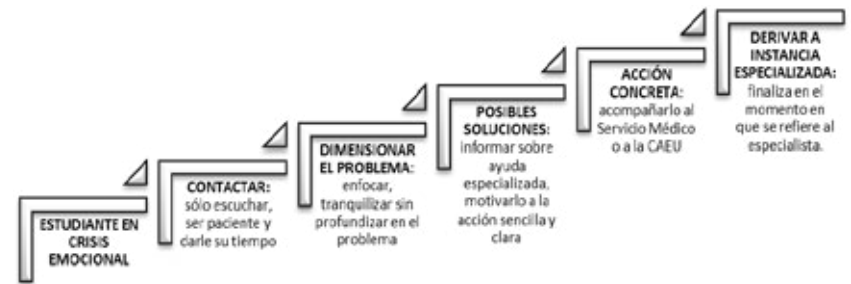 ESTUDIANTE EN
CRISIS
EMOCIONAL
CONTACTAR:
sólo escuchar,
ser paciente y
darle su tiempo
DIMENSIONAR
EL PROBLEMA:
enfocar,
tranquilizar sin
profundizar en el
problema
POSIBLES
SOLUCIONES:
informar sobre
ayuda
especializada,
motivarlo a la
acción sencilla y
clara
ACCIÓN
CONCRETA:
acompañarlo al
Servicio Médico
o a la CAEU
DERIVAR A
INSTANCIA
ESPECIALIZADA:
finaliza en el
momento en
que se refiere al
especialista.